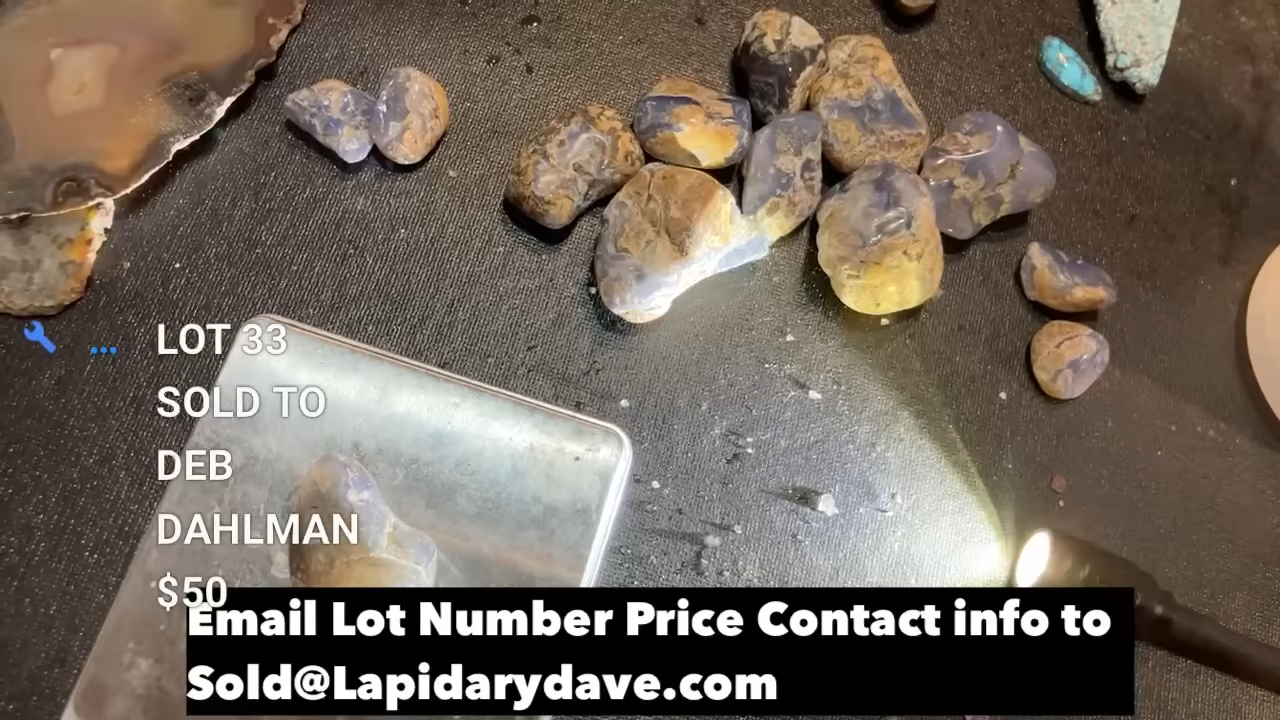 LOT 33
SOLD TO
DEB
DAHLMAN
$50
Email Lot Number Price Contact info to
Sold@Lapidarydave.com